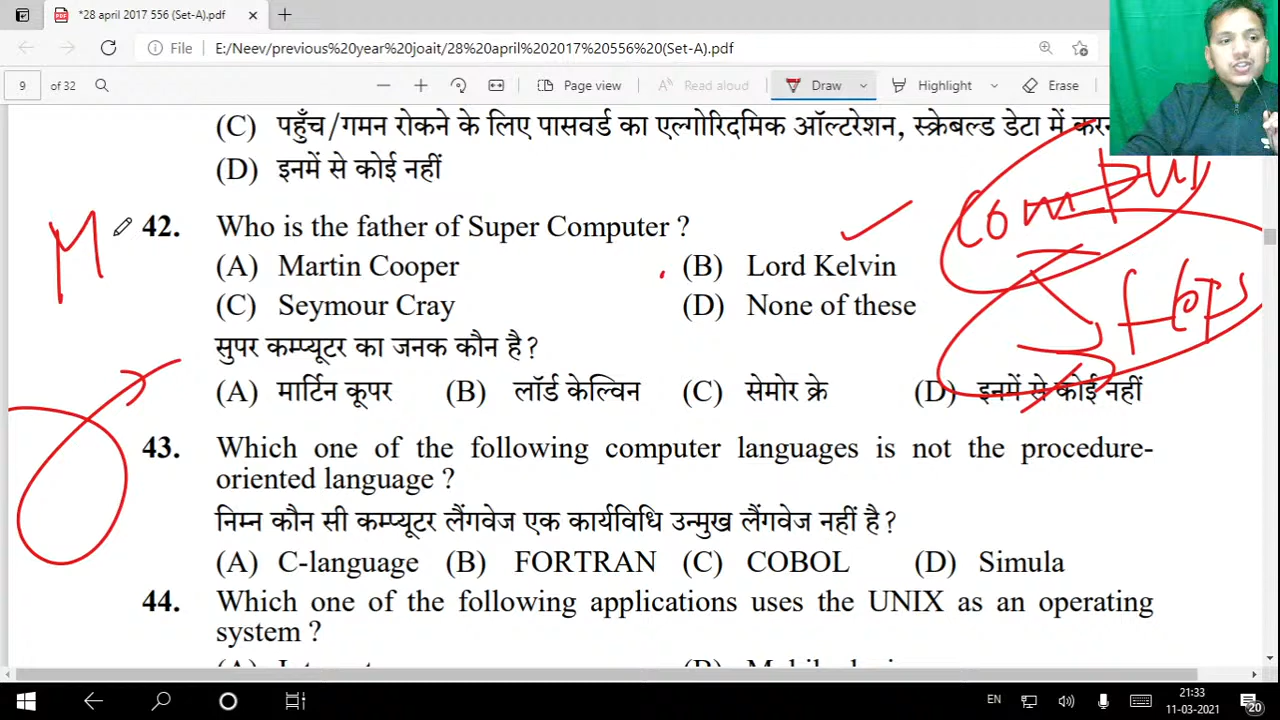 *28 april 2017 556 (Set-A).pdf
File E:/Neev/previous%20year%20joait/28%20april%202017%20556%20(Set-A).pdf
9 of 32 Page view Read aloud Draw Highlight Erase
(C) पहुँच/गमन रोकने के लिए पासवर्ड का एल्गोरिदमिक ऑल्टरेशन, स्क्रेबल्ड डेटा में
(D) इनमें से कोई नहीं
Comput
M
42. Who is the father of Super Computer ?
(A) Martin Cooper (B) Lord Kelvin
(C) Seymour Cray (D) None of these
flops
सुपर कम्प्यूटर का जनक कौन है?
(A) मार्टिन कूपर (B) लॉर्ड केल्विन (C) सेमोर क्रे (D) इनमें से कोई नहीं
43. Which one of the following computer languages is not the procedure-
oriented language ?
निम्न कौन सी कम्प्यूटर लैंगवेज एक कार्यविधि उन्मुख लैंगवेज नहीं है?
(A) C-language (B) FORTRAN (C) COBOL (D) Simula
44. Which one of the following applications uses the UNIX as an operating
system ?
EN 21:33
11-03-2021 20